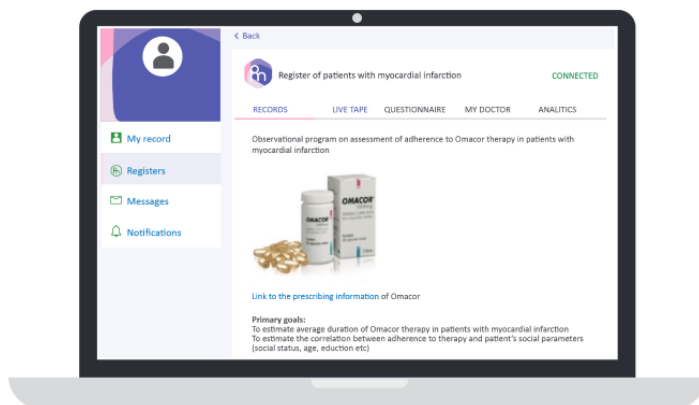 < Back
Register of patients with myocardial infarction
CONNECTED
RECORDS
LIVE TAPE
QUESTIONNAIRE
MY DOCTOR
ANALITICS
My record
Registers
Messages
Notifications
Observational program on assessment of adherence to Omacor therapy in patients with
myocardial infarction
OMACOR
OMACOR
Link to the prescribing information of Omacor
Primary goals:
To estimate average duration of Omacor therapy in patients with myocardial infarction
To estimate the correlation between adherence to therapy and patient's social parameters
(social status, age, eduction etc)